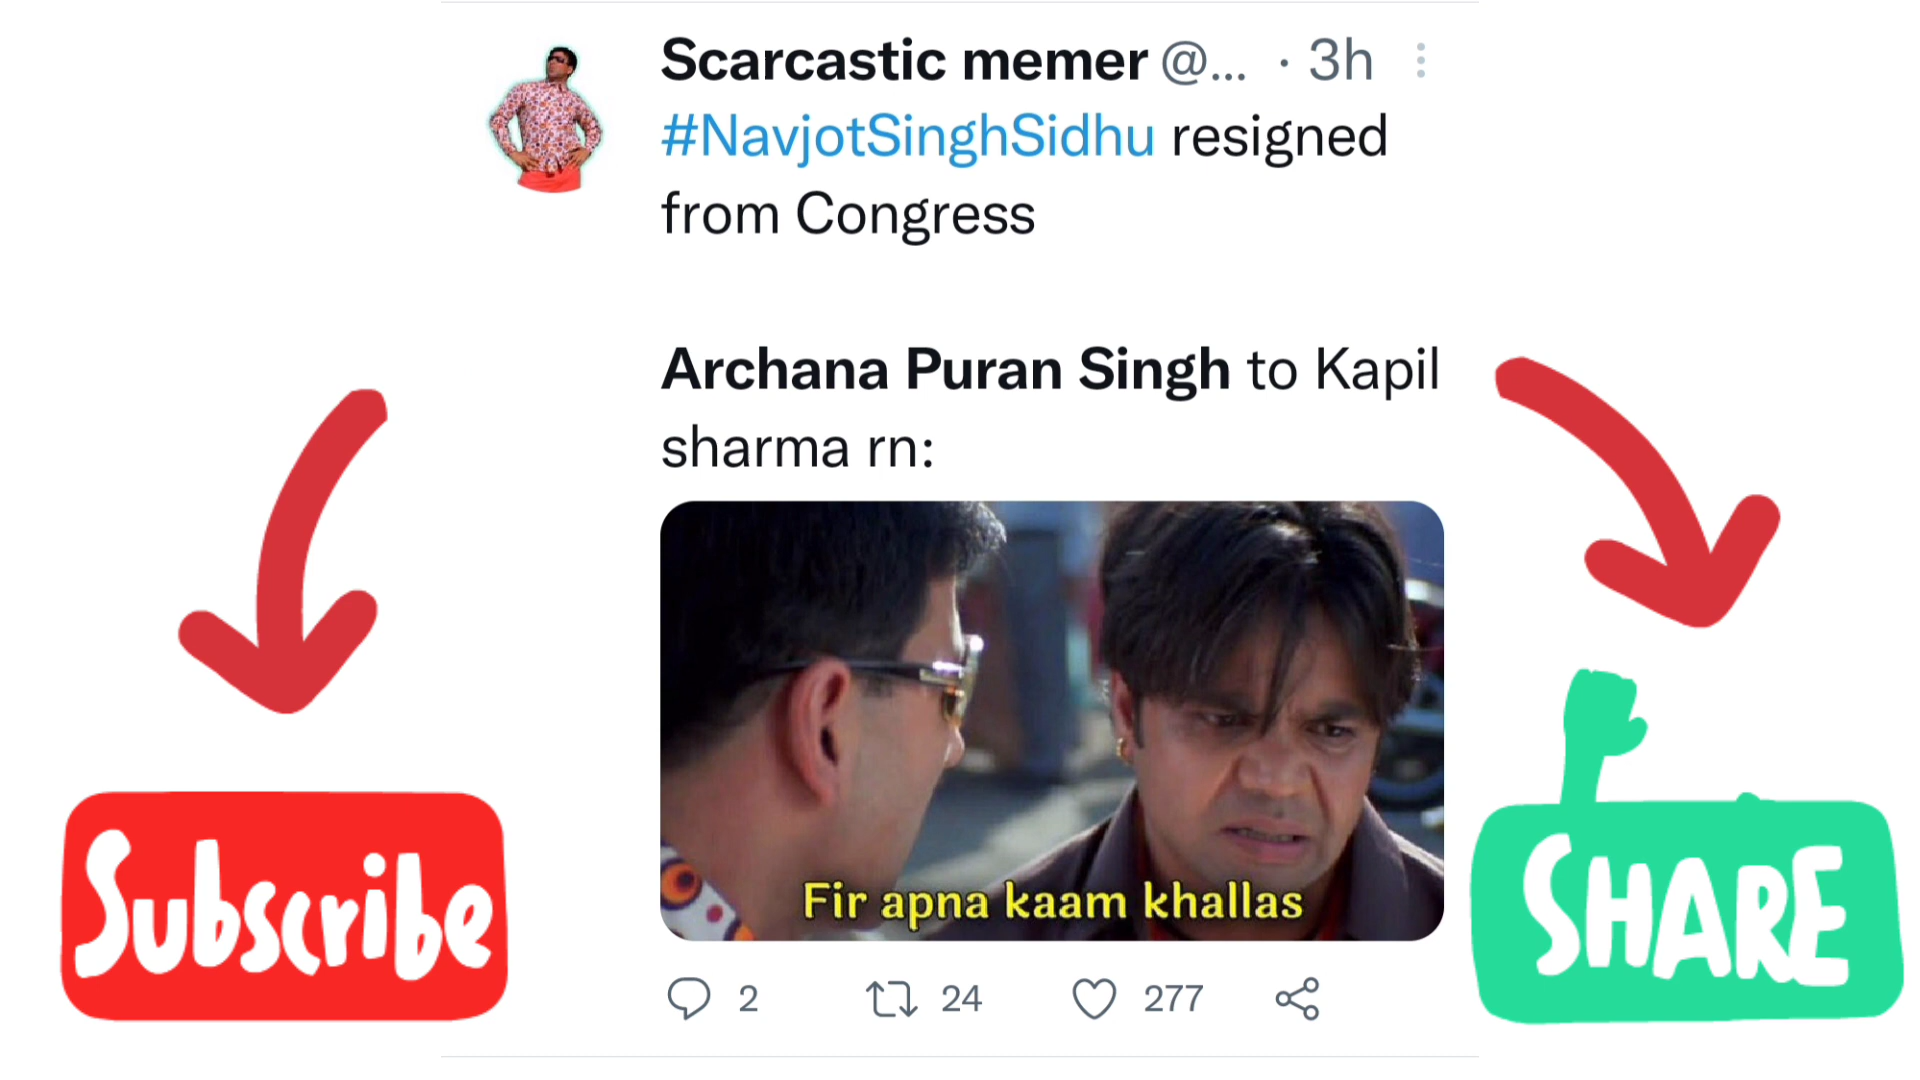 Scarcastic memer @... · 3h
#NavjotSinghSidhu resigned
from Congress
Archana Puran Singh to Kapil
sharma rn:
Fir apna kaam khallas
2 24 277
Subscribe
SHARE